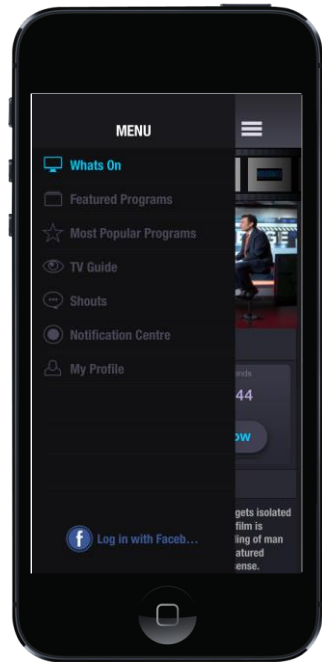 MENU
Whats On
Featured Programs
Most Popular Programs
TV Guide
Shouts
Notification Centre
My Profile
f Log in with Faceb...
nds
44
ow
gets isolated
film is
ling of man
atured
ense.